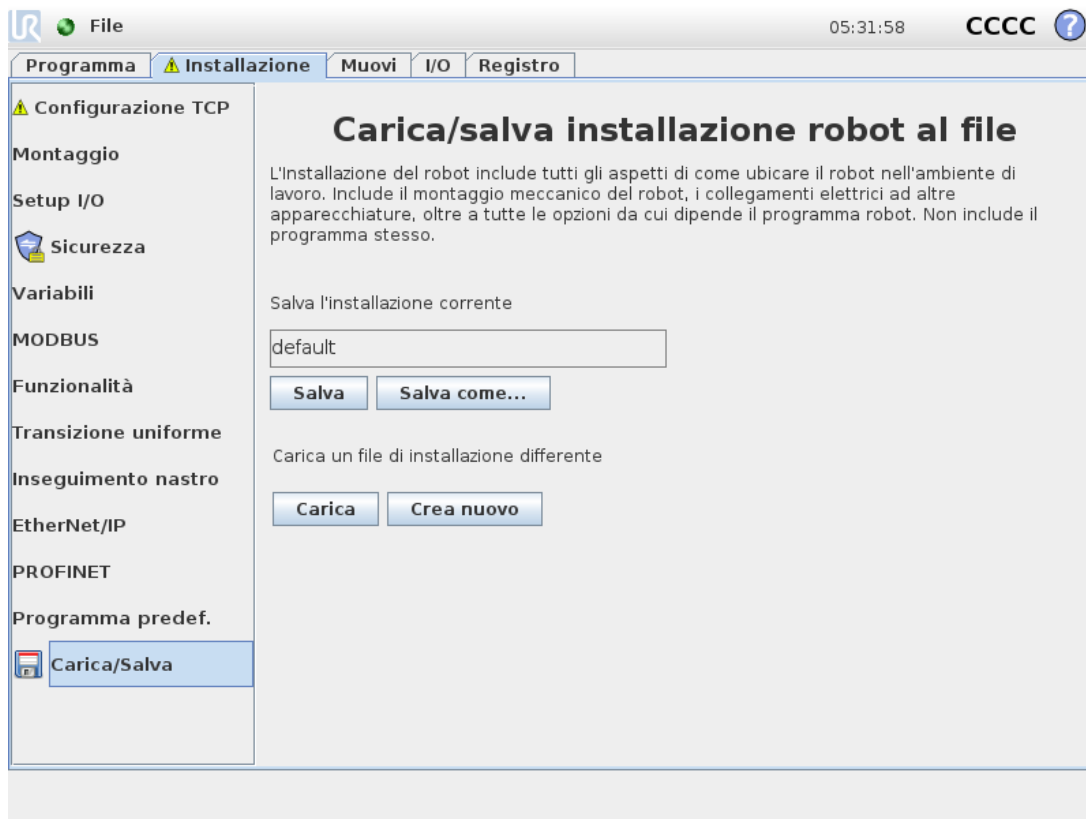 File 05:31:58 CCCC ?
Programma Installazione Muovi I/O Registro
Configurazione TCP
Montaggio
Setup I/O
Sicurezza
Variabili
MODBUS
Funzionalità
Transizione uniforme
Inseguimento nastro
EtherNet/IP
PROFINET
Programma predef.
Carica/Salva
Carica/salva installazione robot al file
L'Installazione del robot include tutti gli aspetti di come ubicare il robot nell'ambiente di
lavoro. Include il montaggio meccanico del robot, i collegamenti elettrici ad altre
apparecchiature, oltre a tutte le opzioni da cui dipende il programma robot. Non include il
programma stesso.
Salva l'installazione corrente
default
Salva Salva come...
Carica un file di installazione differente
Carica Crea nuovo